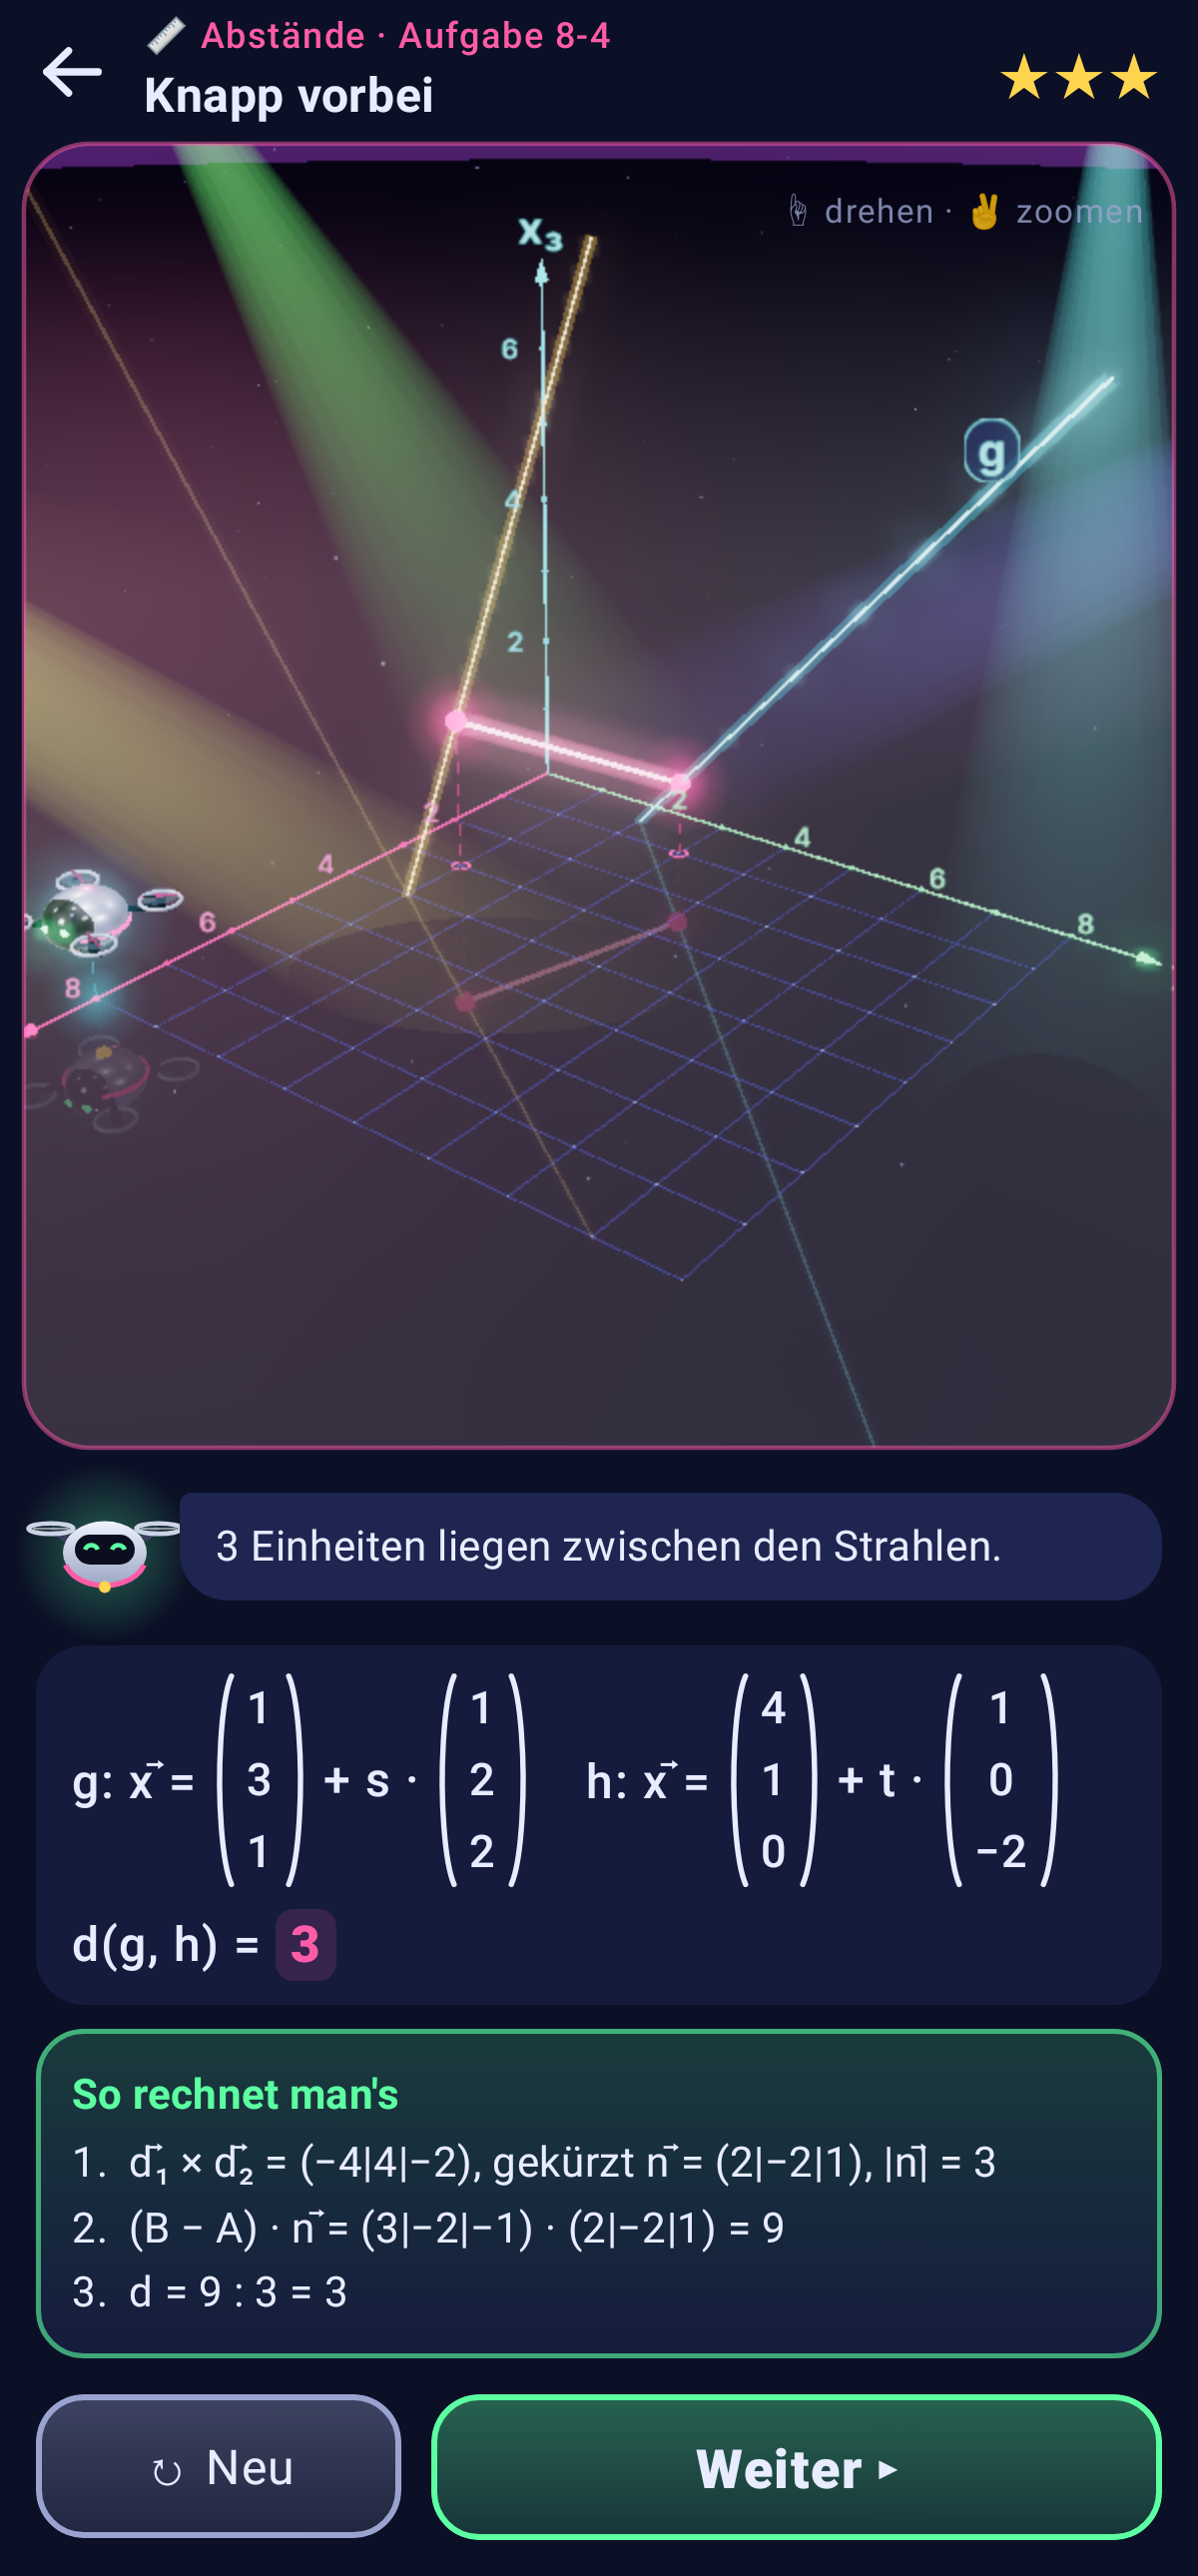 📏 Abstände · Aufgabe 8-4
Knapp vorbei
★★★
☝ drehen · ✌ zoomen
x₃
6
g
4
2
2
2
4
4
6
6
8
8
3 Einheiten liegen zwischen den Strahlen.
g: x⃗ = (1 3 1) + s · (1 2 2) h: x⃗ = (4 1 0) + t · (1 0 −2)
d(g, h) = 3
So rechnet man's
1. d⃗₁ × d⃗₂ = (−4|4|−2), gekürzt n⃗ = (2|−2|1), |n⃗| = 3
2. (B − A) · n⃗ = (3|−2|−1) · (2|−2|1) = 9
3. d = 9 : 3 = 3
↻ Neu
Weiter ▸